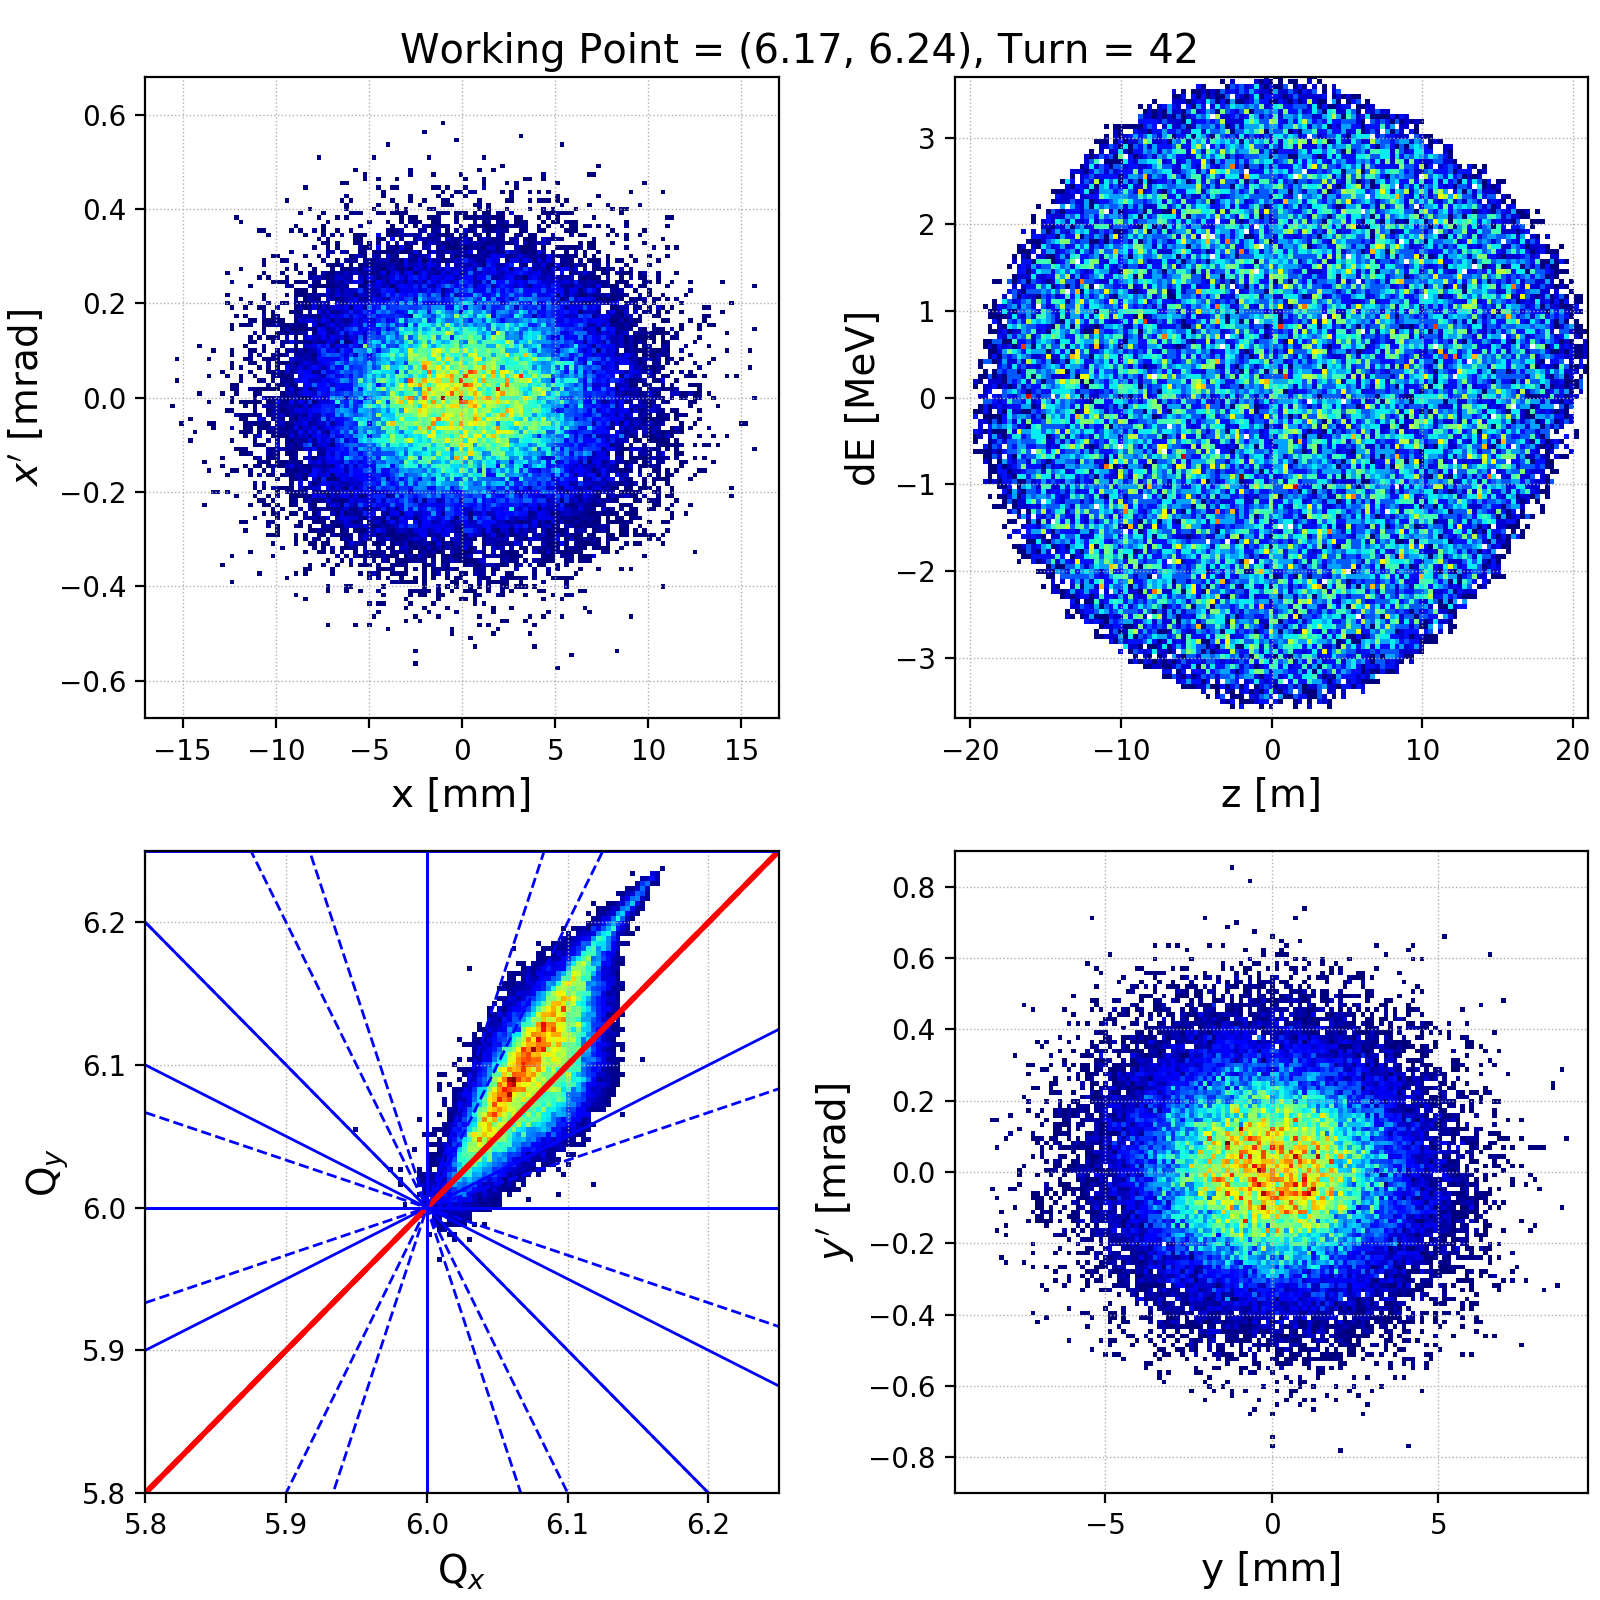 Working Point = (6.17, 6.24), Turn = 42
0.6
0.4
0.2
0.0
−0.2
−0.4
−0.6
x′ [mrad]
−15 −10 −5 0 5 10 15
x [mm]
3
2
1
0
−1
−2
−3
dE [MeV]
−20 −10 0 10 20
z [m]
6.2
6.1
6.0
5.9
5.8
Qy
5.8 5.9 6.0 6.1 6.2
Qx
0.8
0.6
0.4
0.2
0.0
−0.2
−0.4
−0.6
−0.8
y′ [mrad]
−5 0 5
y [mm]